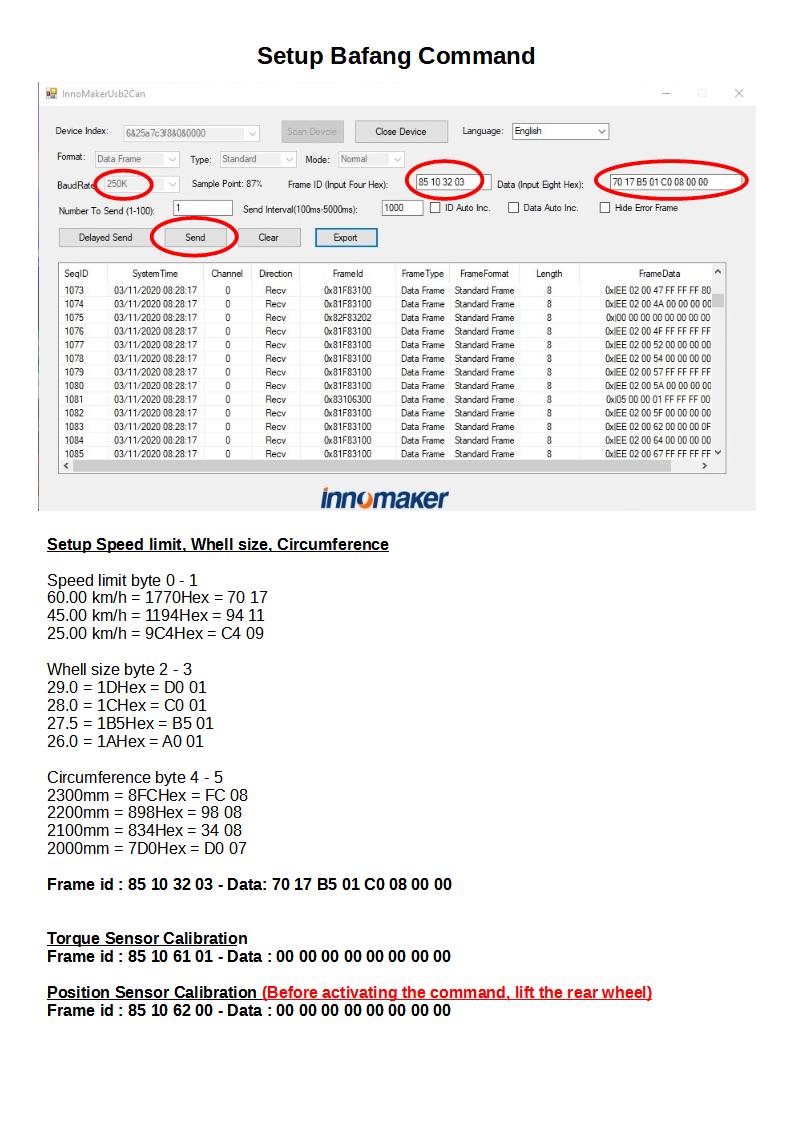 Setup Bafang Command
InnoMakerUsb2Can
Device Index: 6&25a7c3f8&0&0000 Scan Devcie Close Device Language: English
Format: Data Frame Type: Standard Mode: Normal
BaudRate 250K Sample Point: 87% Frame ID (Input Four Hex): 85 10 32 03 Data (Input Eight Hex): 70 17 B5 01 C0 08 00 00
Number To Send (1-100): 1 Send Interval(100ms-5000ms): 1000 ID Auto Inc. Data Auto Inc. Hide Error Frame
Delayed Send Send Clear Export
SeqID SystemTime Channel Direction FrameId FrameType FrameFormat Length FrameData
1073 03/11/2020 08:28:17 0 Recv 0x81F83100 Data Frame Standard Frame 8 0x|EE 02 00 47 FF FF FF 80
1074 03/11/2020 08:28:17 0 Recv 0x81F83100 Data Frame Standard Frame 8 0x|EE 02 00 4A 00 00 00 00
1075 03/11/2020 08:28:17 0 Recv 0x82F83202 Data Frame Standard Frame 8 0x|00 00 00 00 00 00 00 00
1076 03/11/2020 08:28:17 0 Recv 0x81F83100 Data Frame Standard Frame 8 0x|EE 02 00 4F FF FF FF FF
1077 03/11/2020 08:28:17 0 Recv 0x81F83100 Data Frame Standard Frame 8 0x|EE 02 00 52 00 00 00 00
1078 03/11/2020 08:28:17 0 Recv 0x81F83100 Data Frame Standard Frame 8 0x|EE 02 00 54 00 00 00 00
1079 03/11/2020 08:28:17 0 Recv 0x81F83100 Data Frame Standard Frame 8 0x|EE 02 00 57 FF FF FF FF
1080 03/11/2020 08:28:17 0 Recv 0x81F83100 Data Frame Standard Frame 8 0x|EE 02 00 5A 00 00 00 00
1081 03/11/2020 08:28:17 0 Recv 0x83106300 Data Frame Standard Frame 8 0x|05 00 00 01 FF FF FF 00
1082 03/11/2020 08:28:17 0 Recv 0x81F83100 Data Frame Standard Frame 8 0x|EE 02 00 5F 00 00 00 00
1083 03/11/2020 08:28:17 0 Recv 0x81F83100 Data Frame Standard Frame 8 0x|EE 02 00 62 00 00 00 0F
1084 03/11/2020 08:28:17 0 Recv 0x81F83100 Data Frame Standard Frame 8 0x|EE 02 00 64 00 00 00 00
1085 03/11/2020 08:28:17 0 Recv 0x81F83100 Data Frame Standard Frame 8 0x|EE 02 00 67 FF FF FF FF
innomaker
Setup Speed limit, Whell size, Circumference
Speed limit byte 0 - 1
60.00 km/h = 1770Hex = 70 17
45.00 km/h = 1194Hex = 94 11
25.00 km/h = 9C4Hex = C4 09
Whell size byte 2 - 3
29.0 = 1DHex = D0 01
28.0 = 1CHex = C0 01
27.5 = 1B5Hex = B5 01
26.0 = 1AHex = A0 01
Circumference byte 4 - 5
2300mm = 8FCHex = FC 08
2200mm = 898Hex = 98 08
2100mm = 834Hex = 34 08
2000mm = 7D0Hex = D0 07
Frame id : 85 10 32 03 - Data: 70 17 B5 01 C0 08 00 00
Torque Sensor Calibration
Frame id : 85 10 61 01 - Data : 00 00 00 00 00 00 00 00
Position Sensor Calibration (Before activating the command, lift the rear wheel)
Frame id : 85 10 62 00 - Data : 00 00 00 00 00 00 00 00